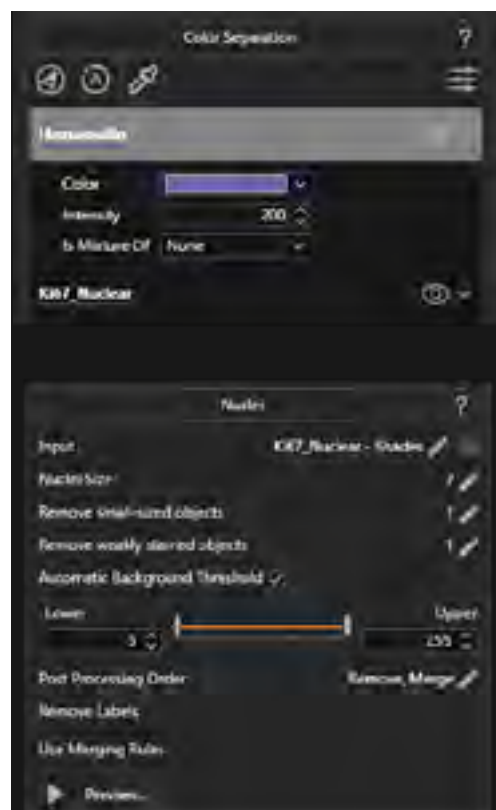 Color Separation ?
Color
Intensity 200
Is Mixture Of None
Ki67_Nuclear
Nuclei ?
Input Ki67_Nuclear - Shades
Nuclei Size 7
Remove small-sized objects 1
Remove weakly stained objects 1
Automatic Background Threshold
Lower Upper
5 255
Post Processing Order Remove, Merge
Remove Labels
Use Merging Rules
Preview...